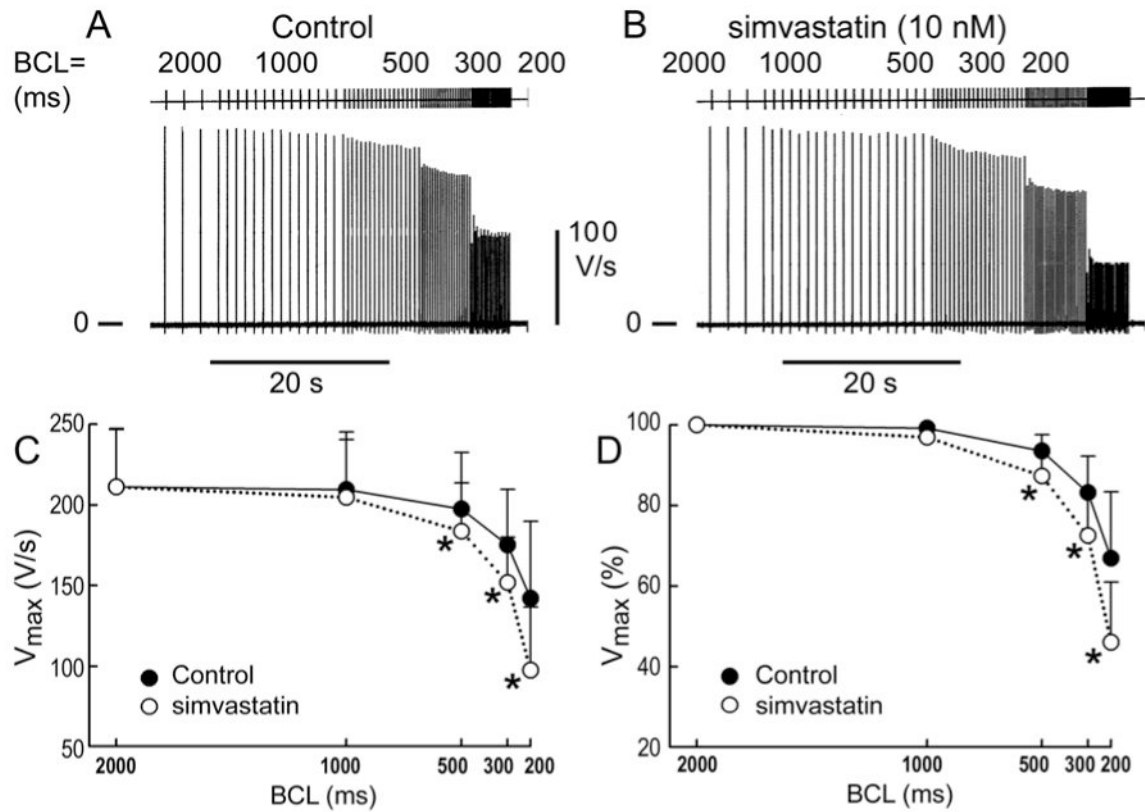 A Control
BCL= 2000 1000 500 300 200
(ms)
0
100
V/s
20 s
B simvastatin (10 nM)
2000 1000 500 300 200
0
20 s
C
250
200
150
100
50
Vmax (V/s)
* * *
Control
simvastatin
2000 1000 500 300 200
BCL (ms)
D
100
80
60
40
20
Vmax (%)
* * *
Control
simvastatin
2000 1000 500 300 200
BCL (ms)